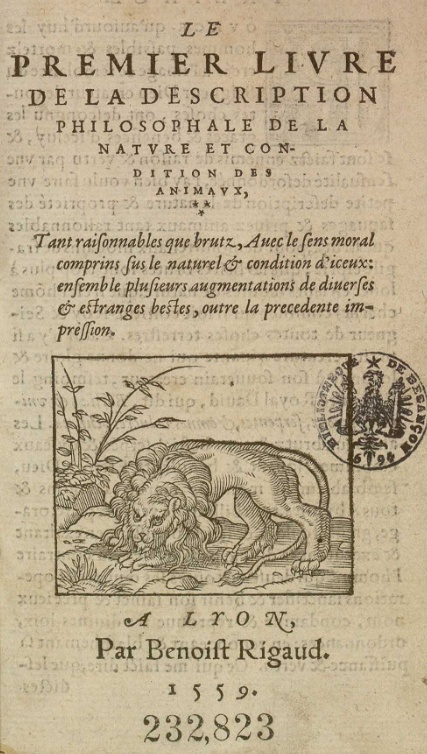 LE
PREMIER LIVRE
DE LA DESCRIPTION
PHILOSOPHALE DE LA
NATVRE ET CON-
DITION DES
ANIMAVX,
***
Tant raiſonnables que brutz, Auec le ſens moral
comprins ſus le naturel & condition d'iceux:
enſemble pluſieurs augmentations de diuerſes
& eſtranges beſtes, outre la precedente im-
preſſion.
A LYON,
Par Benoiſt Rigaud.
1559.
232,823